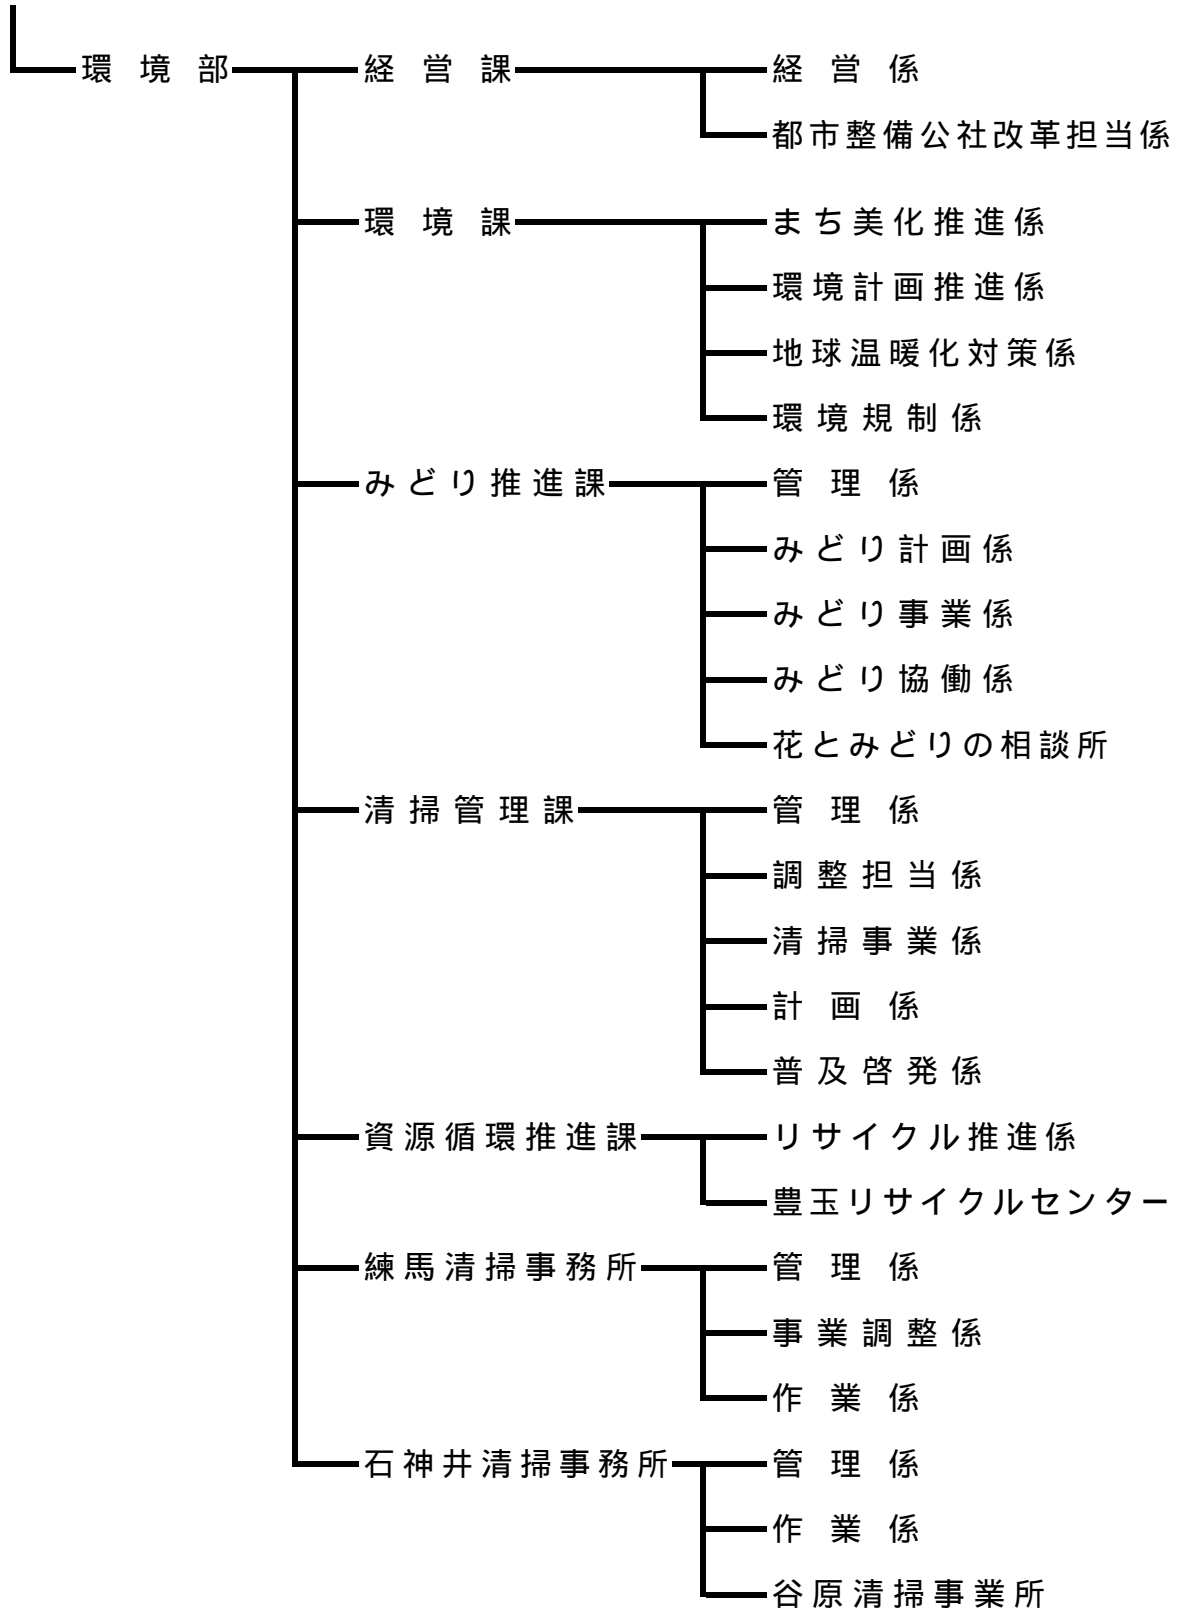 環境部 経営課 経営係
都市整備公社改革担当係
環境課 まち美化推進係
環境計画推進係
地球温暖化対策係
環境規制係
みどり推進課 管理係
みどり計画係
みどり事業係
みどり協働係
花とみどりの相談所
清掃管理課 管理係
調整担当係
清掃事業係
計画係
普及啓発係
資源循環推進課 リサイクル推進係
豊玉リサイクルセンター
練馬清掃事務所 管理係
事業調整係
作業係
石神井清掃事務所 管理係
作業係
谷原清掃事業所